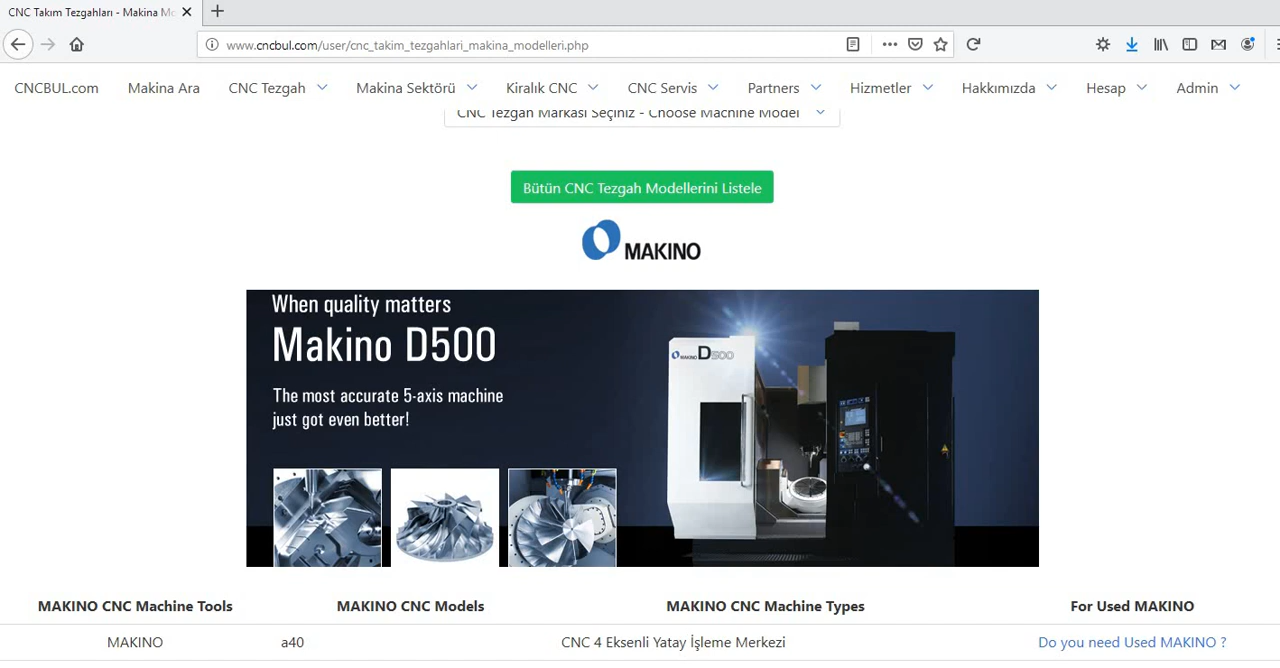 CNC Takım Tezgahları - Makina Mo
www.cncbul.com/user/cnc_takim_tezgahlari_makina_modelleri.php
CNCBUL.com Makina Ara CNC Tezgah Makina Sektörü Kiralık CNC CNC Servis Partners Hizmetler Hakkımızda Hesap Admin
CNC Tezgah Markası Seçiniz - Choose Machine Model
Bütün CNC Tezgah Modellerini Listele
MAKINO
When quality matters
Makino D500
The most accurate 5-axis machine
just got even better!
MAKINO D500
MAKINO CNC Machine Tools MAKINO CNC Models MAKINO CNC Machine Types For Used MAKINO
MAKINO a40 CNC 4 Eksenli Yatay İşleme Merkezi Do you need Used MAKINO ?